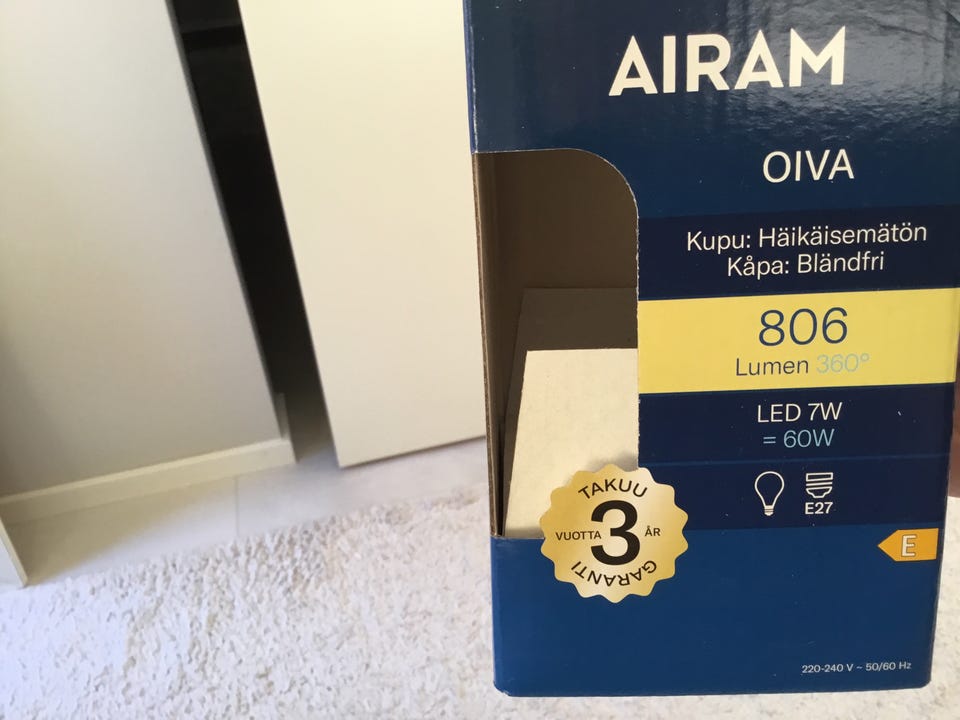 AIRAM
OIVA
Kupu: Häikäisemätön
Kåpa: Bländfri
806
Lumen 360°
LED 7W
= 60W
E27
TAKUU
VUOTTA 3 ÅR
GARANTI
E
220-240 V ~ 50/60 Hz